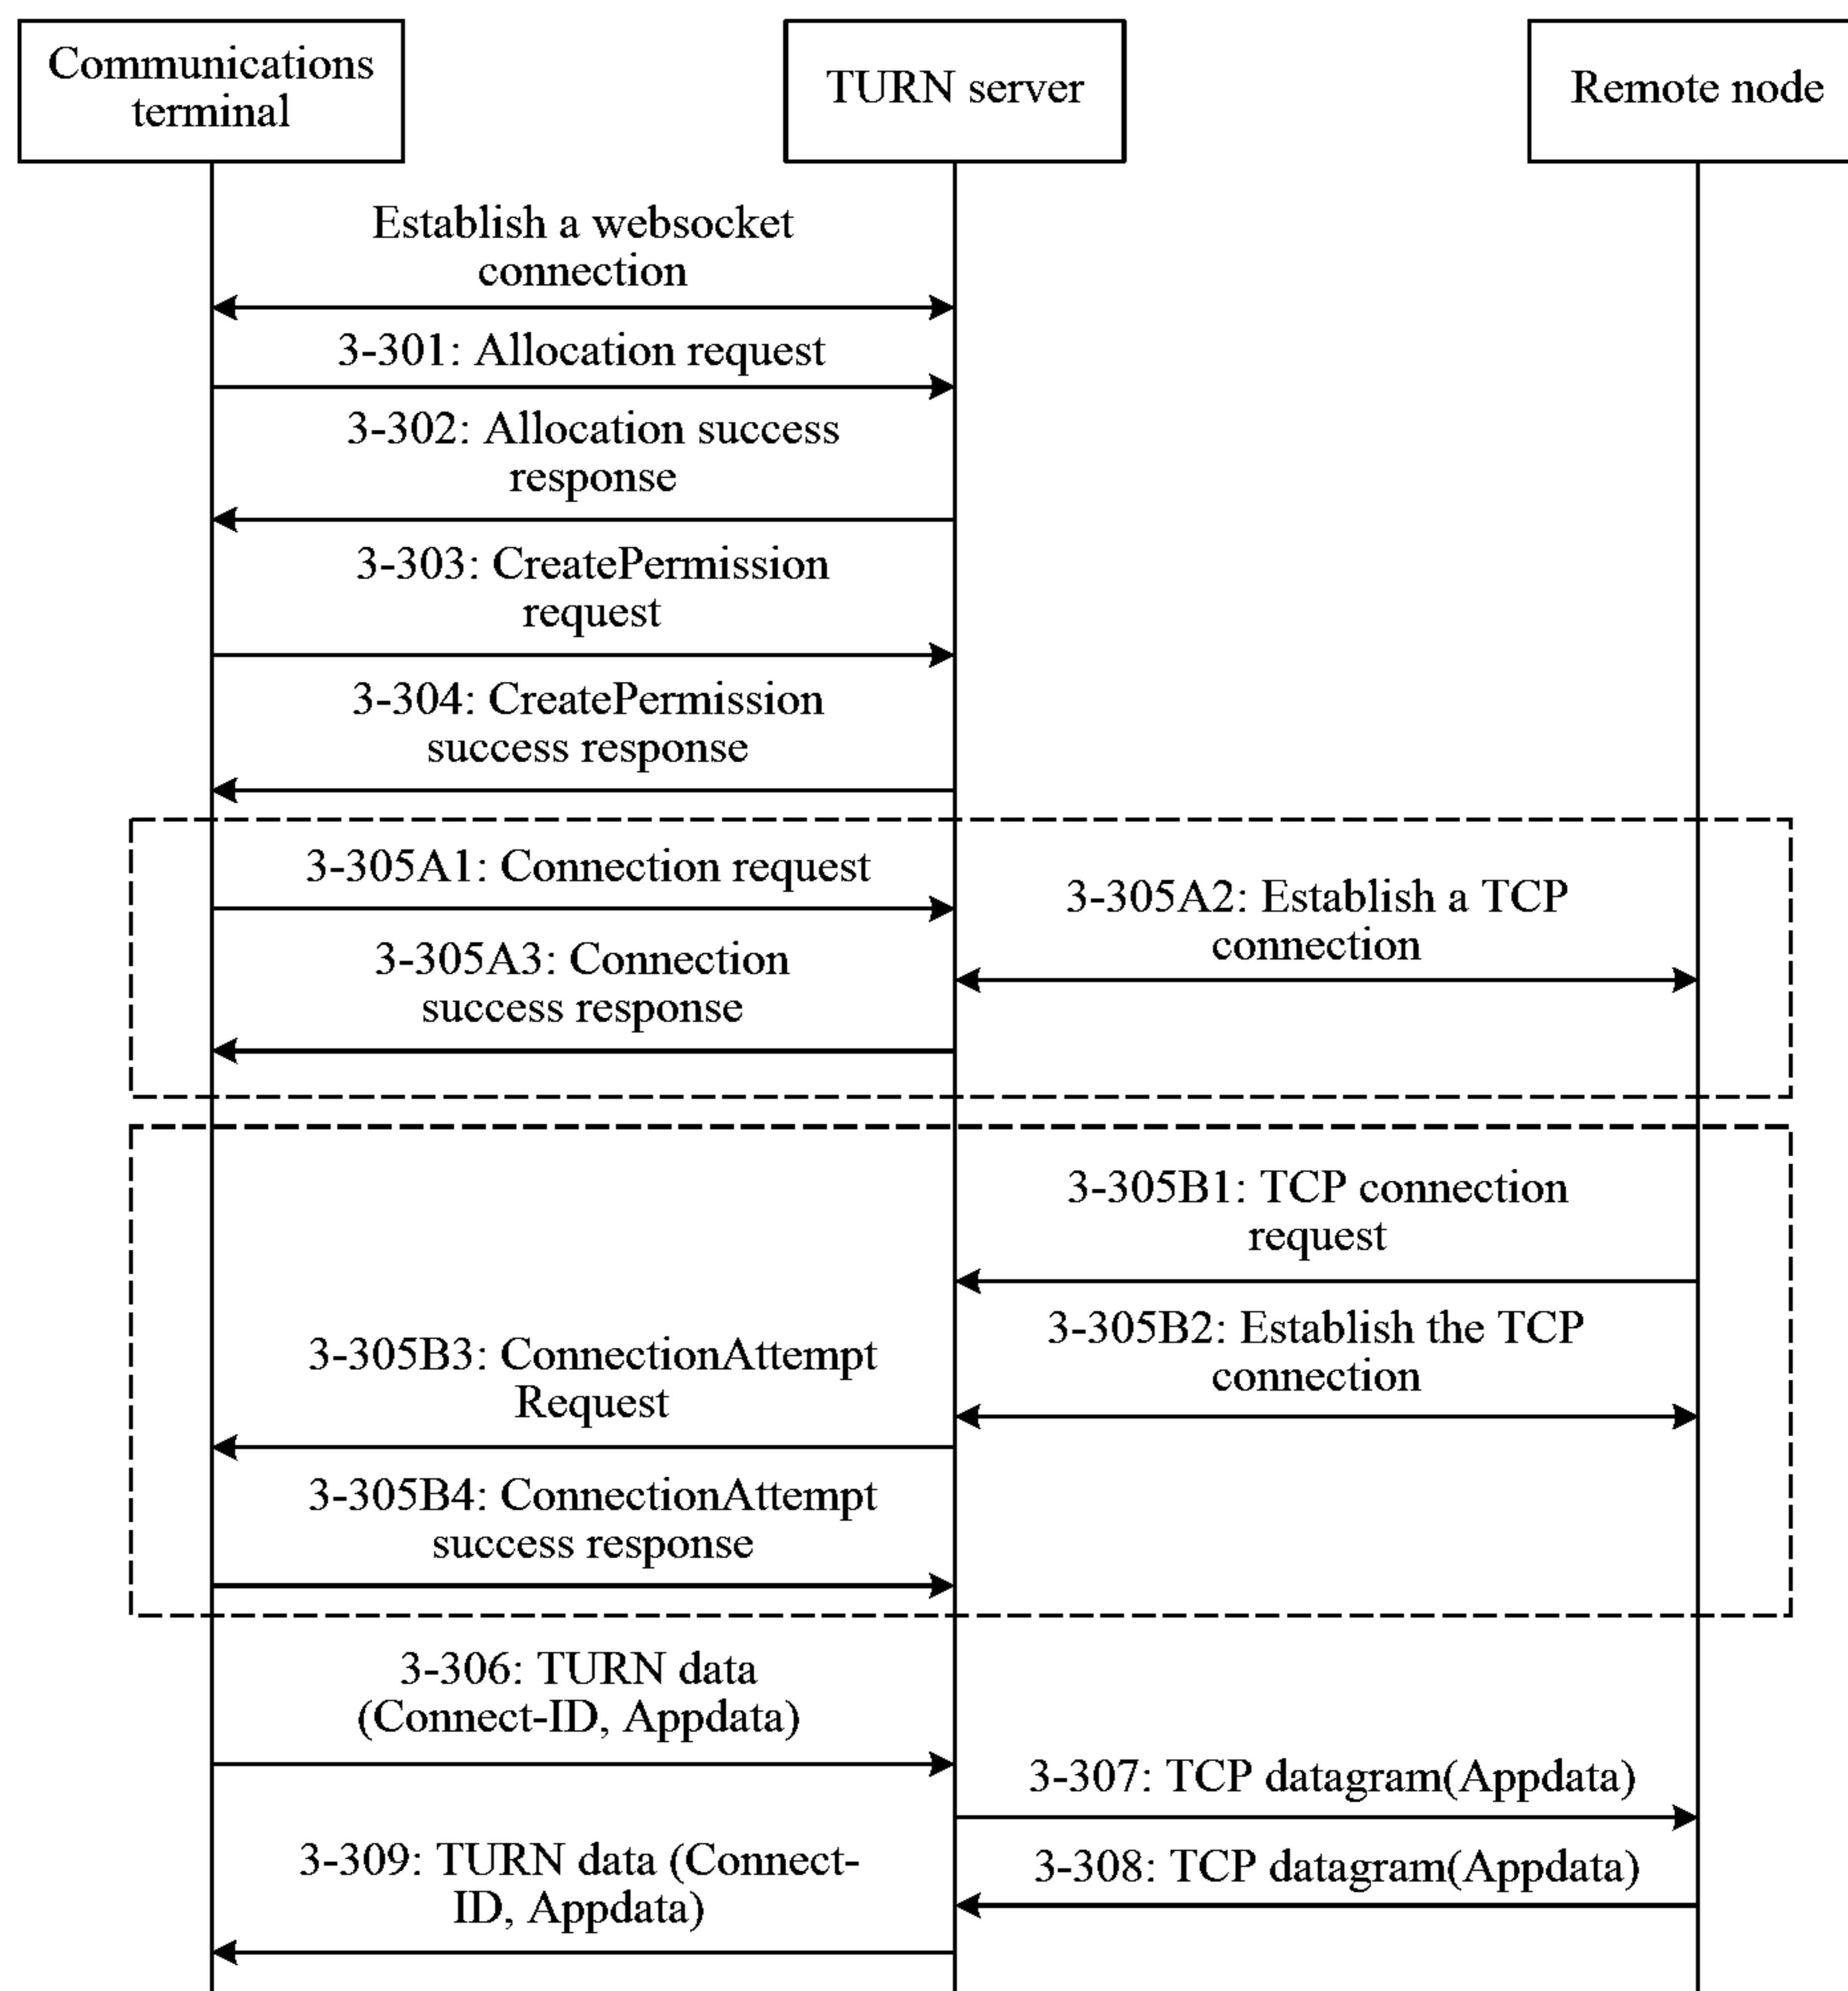 Communications
terminal
TURN server
Remote node
Establish a websocket
connection
3-301: Allocation request
3-302: Allocation success
response
3-303: CreatePermission
request
3-304: CreatePermission
success response
3-305A1: Connection request
3-305A2: Establish a TCP
connection
3-305A3: Connection
success response
3-305B1: TCP connection
request
3-305B2: Establish the TCP
connection
3-305B3: ConnectionAttempt
Request
3-305B4: ConnectionAttempt
success response
3-306: TURN data
(Connect-ID, Appdata)
3-307: TCP datagram(Appdata)
3-308: TCP datagram(Appdata)
3-309: TURN data (Connect-
ID, Appdata)